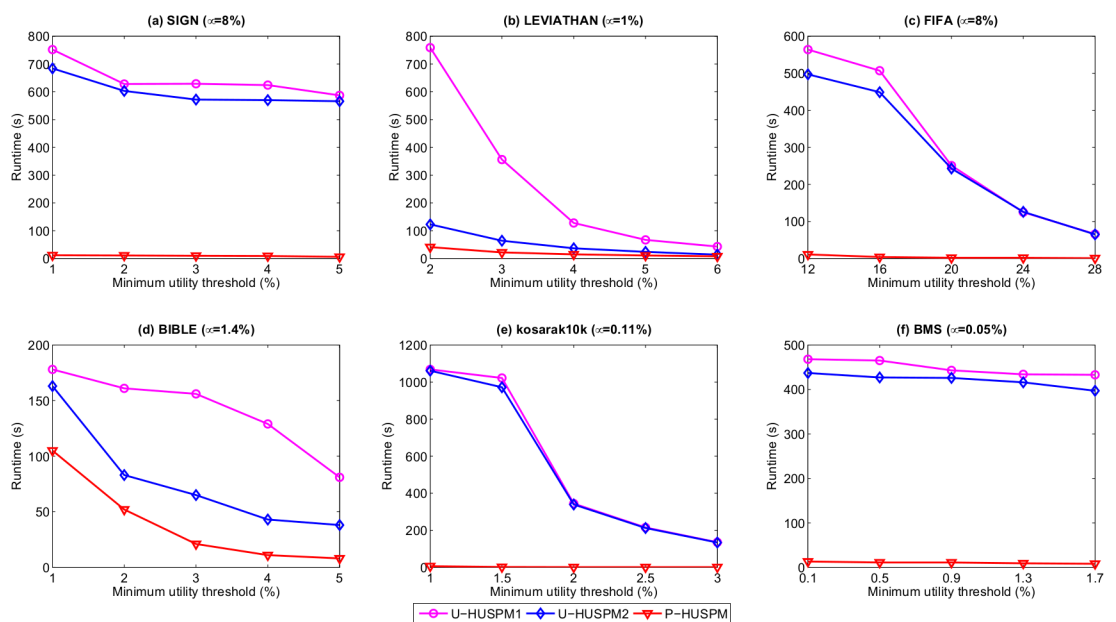 (a) SIGN (∝=8%)
800
700
600
500
400
300
200
100
0
Runtime (s)
1 2 3 4 5
Minimum utility threshold (%)
(b) LEVIATHAN (∝=1%)
800
700
600
500
400
300
200
100
0
Runtime (s)
2 3 4 5 6
Minimum utility threshold (%)
(c) FIFA (∝=8%)
600
500
400
300
200
100
0
Runtime (s)
12 16 20 24 28
Minimum utility threshold (%)
(d) BIBLE (∝=1.4%)
200
150
100
50
0
Runtime (s)
1 2 3 4 5
Minimum utility threshold (%)
(e) kosarak10k (∝=0.11%)
1200
1000
800
600
400
200
0
Runtime (s)
1 1.5 2 2.5 3
Minimum utility threshold (%)
(f) BMS (∝=0.05%)
500
400
300
200
100
0
Runtime (s)
0.1 0.5 0.9 1.3 1.7
Minimum utility threshold (%)
U−HUSPM1 U−HUSPM2 P−HUSPM